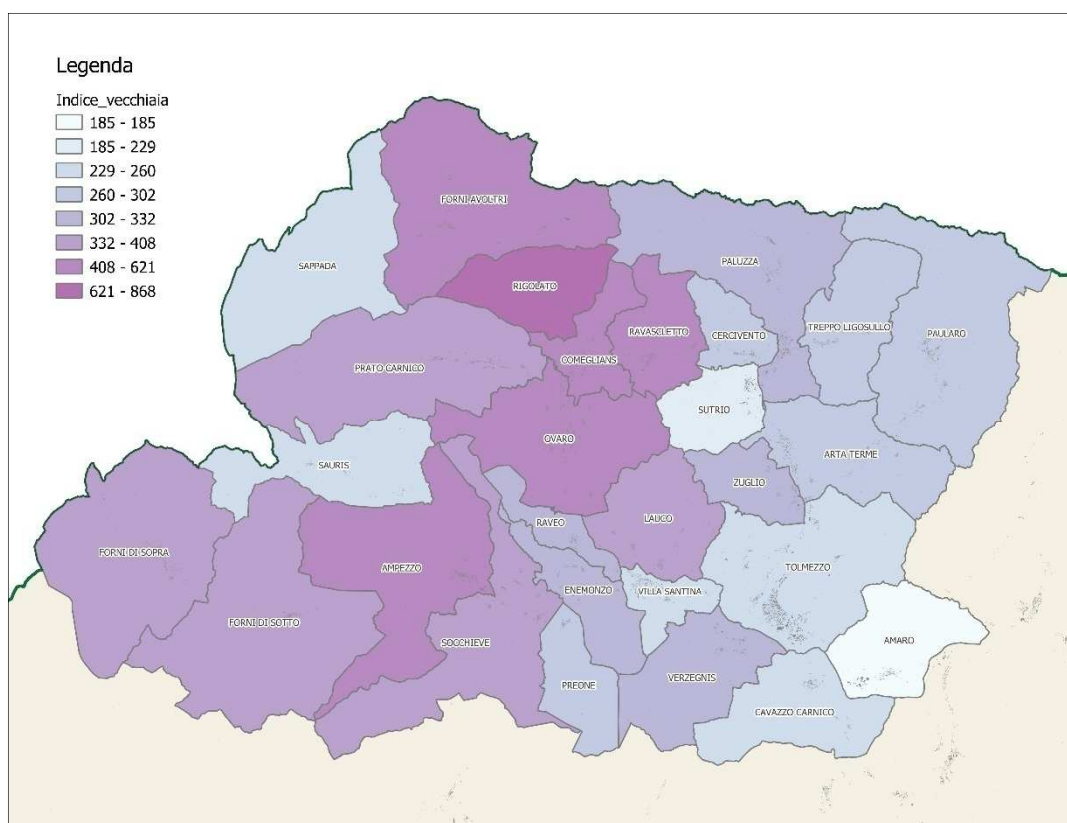 Legenda
Indice_vecchiaia
185 - 185
185 - 229
229 - 260
260 - 302
302 - 332
332 - 408
408 - 621
621 - 868
FORNI AVOLTRI
SAPPADA
PALUZZA
RIGOLATO
TREPPO LIGOSULLO
RAVASCLETTO
CERCIVENTO
PAULARO
COMEGLIANS
PRATO CARNICO
SUTRIO
OVARO
ARTA TERME
SAURIS
ZUGLIO
LAUCO
RAVEO
FORNI DI SOPRA
AMPEZZO
TOLMEZZO
ENEMONZO
VILLA SANTINA
FORNI DI SOTTO
SOCCHIEVE
AMARO
VERZEGNIS
PREONE
CAVAZZO CARNICO